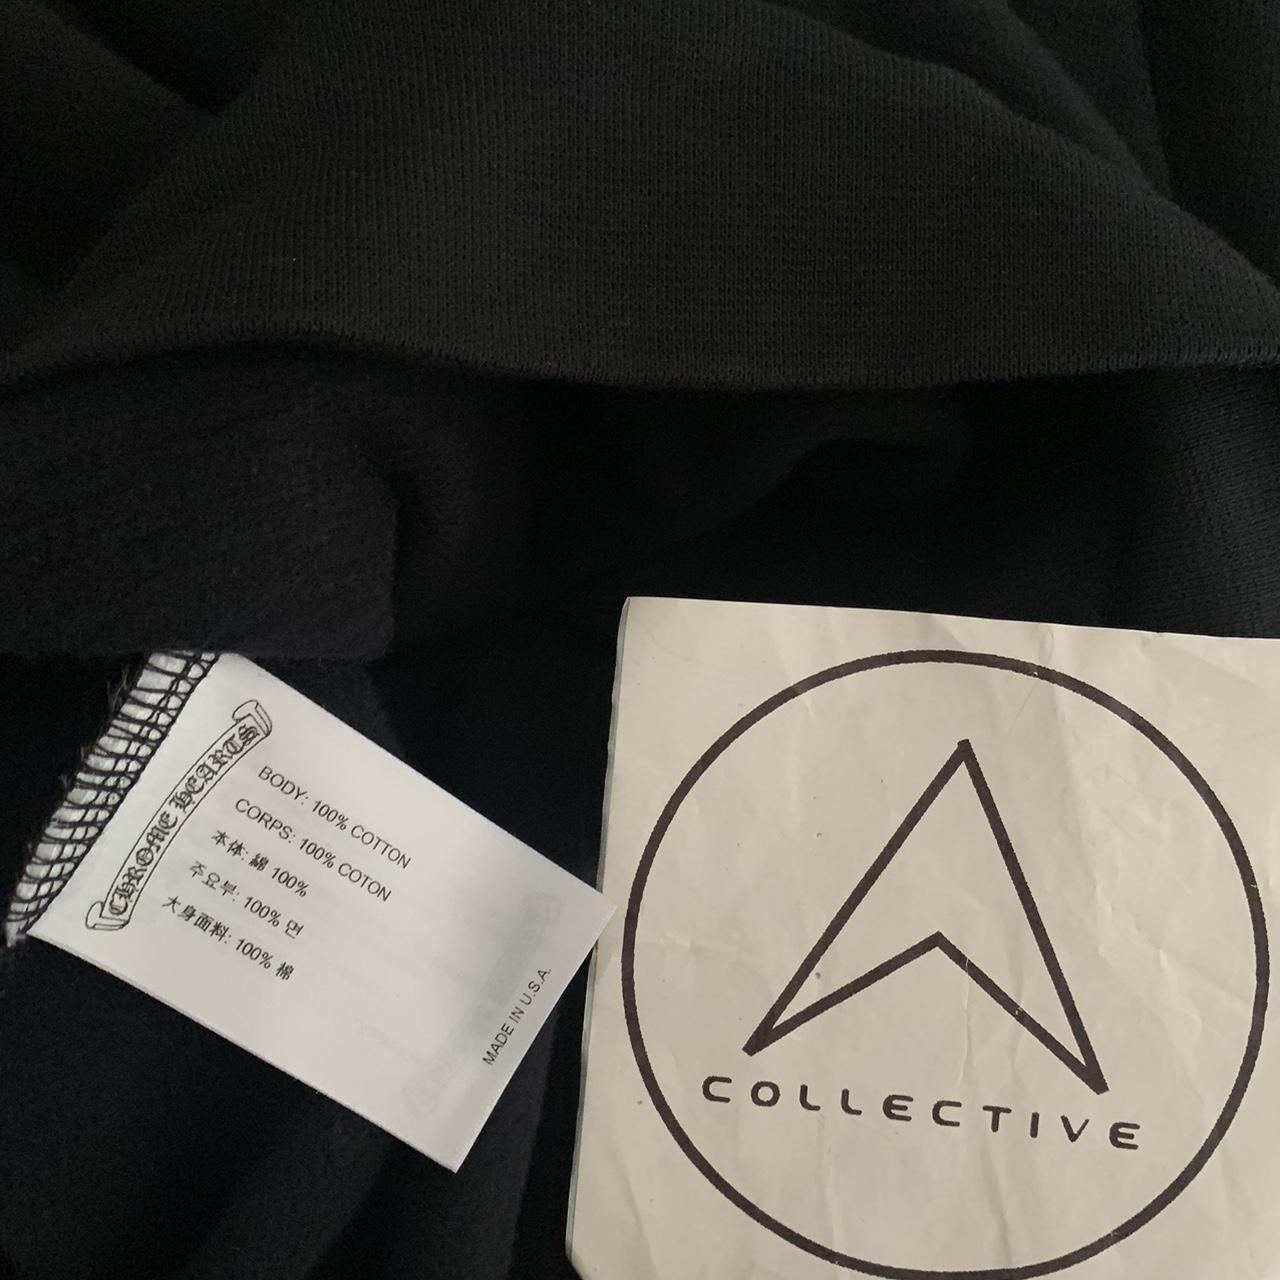 CHROME HEARTS
BODY: 100% COTTON
CORPS: 100% COTON
本体: 綿 100%
주요부: 100% 면
大身面料: 100% 棉
MADE IN U.S.A.
COLLECTIVE